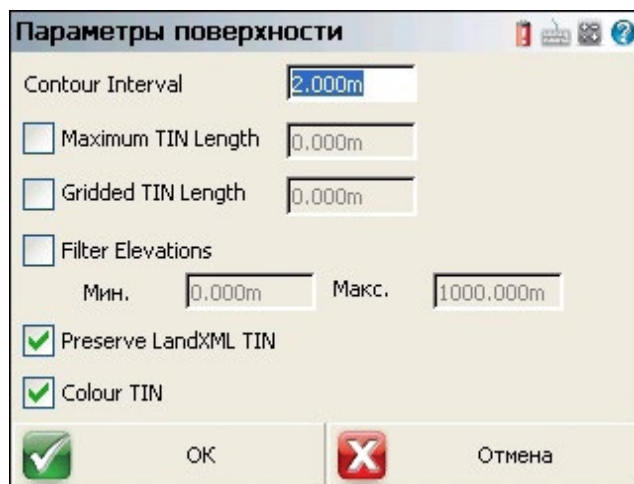 Параметры поверхности
Contour Interval 2.000m
Maximum TIN Length 0.000m
Gridded TIN Length 0.000m
Filter Elevations
Мин. 0.000m Макс. 1000.000m
Preserve LandXML TIN
Colour TIN
OK Отмена